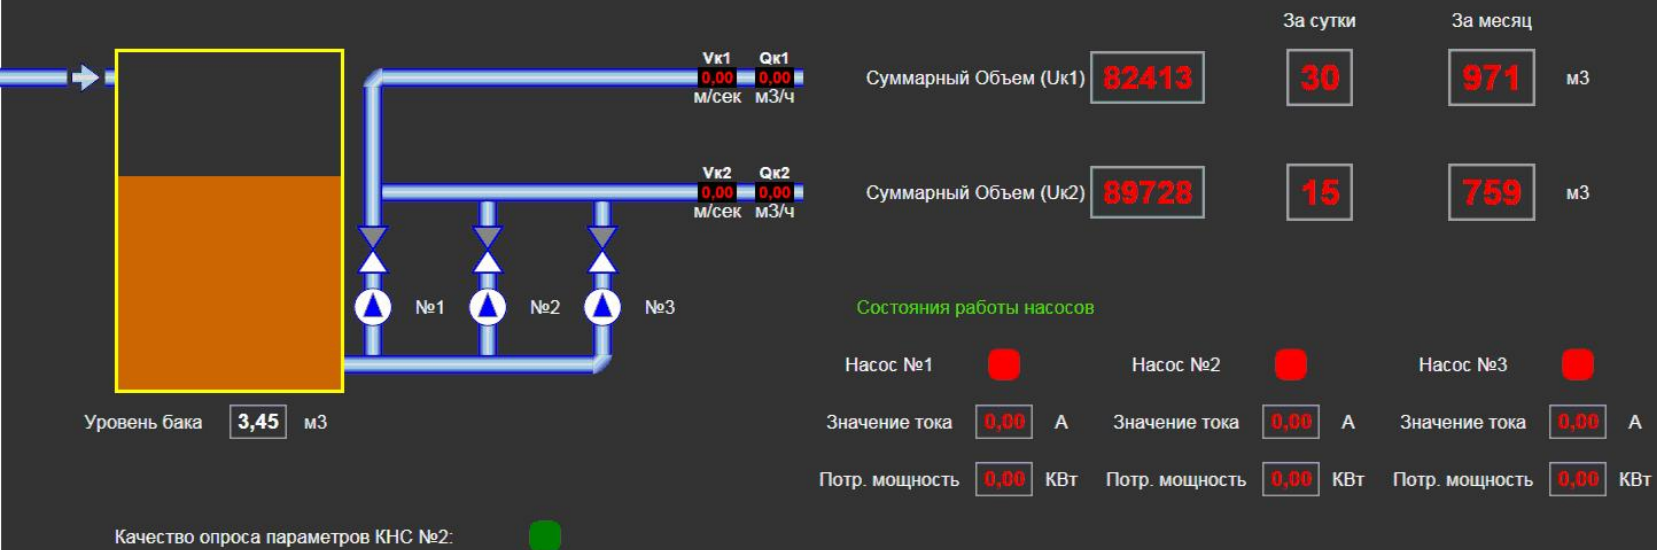 За сутки За месяц
Vк1 Qк1
0,00 0,00
м/сек м3/ч
Суммарный Объем (Uк1) 82413 30 971 м3
Vк2 Qк2
0,00 0,00
м/сек м3/ч
Суммарный Объем (Uк2) 89728 15 759 м3
№1 №2 №3
Состояния работы насосов
Насос №1 Насос №2 Насос №3
Уровень бака 3,45 м3
Значение тока 0,00 А Значение тока 0,00 А Значение тока 0,00 А
Потр. мощность 0,00 КВт Потр. мощность 0,00 КВт Потр. мощность 0,00 КВт
Качество опроса параметров КНС №2: